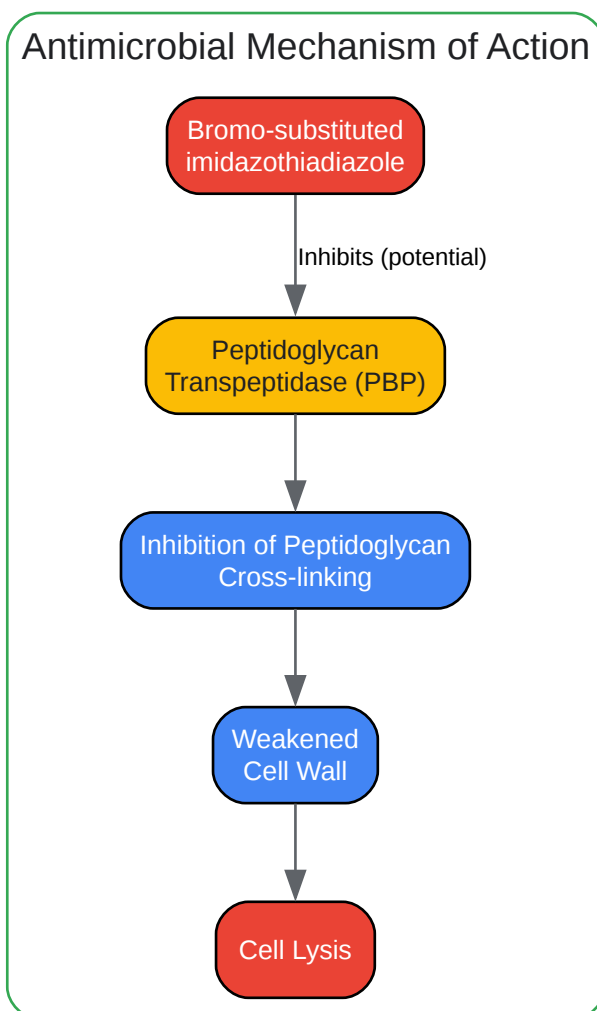 Antimicrobial Mechanism of Action
Bromo-substituted
imidazothiadiazole
Inhibits (potential)
Peptidoglycan
Transpeptidase (PBP)
Inhibition of Peptidoglycan
Cross-linking
Weakened
Cell Wall
Cell Lysis